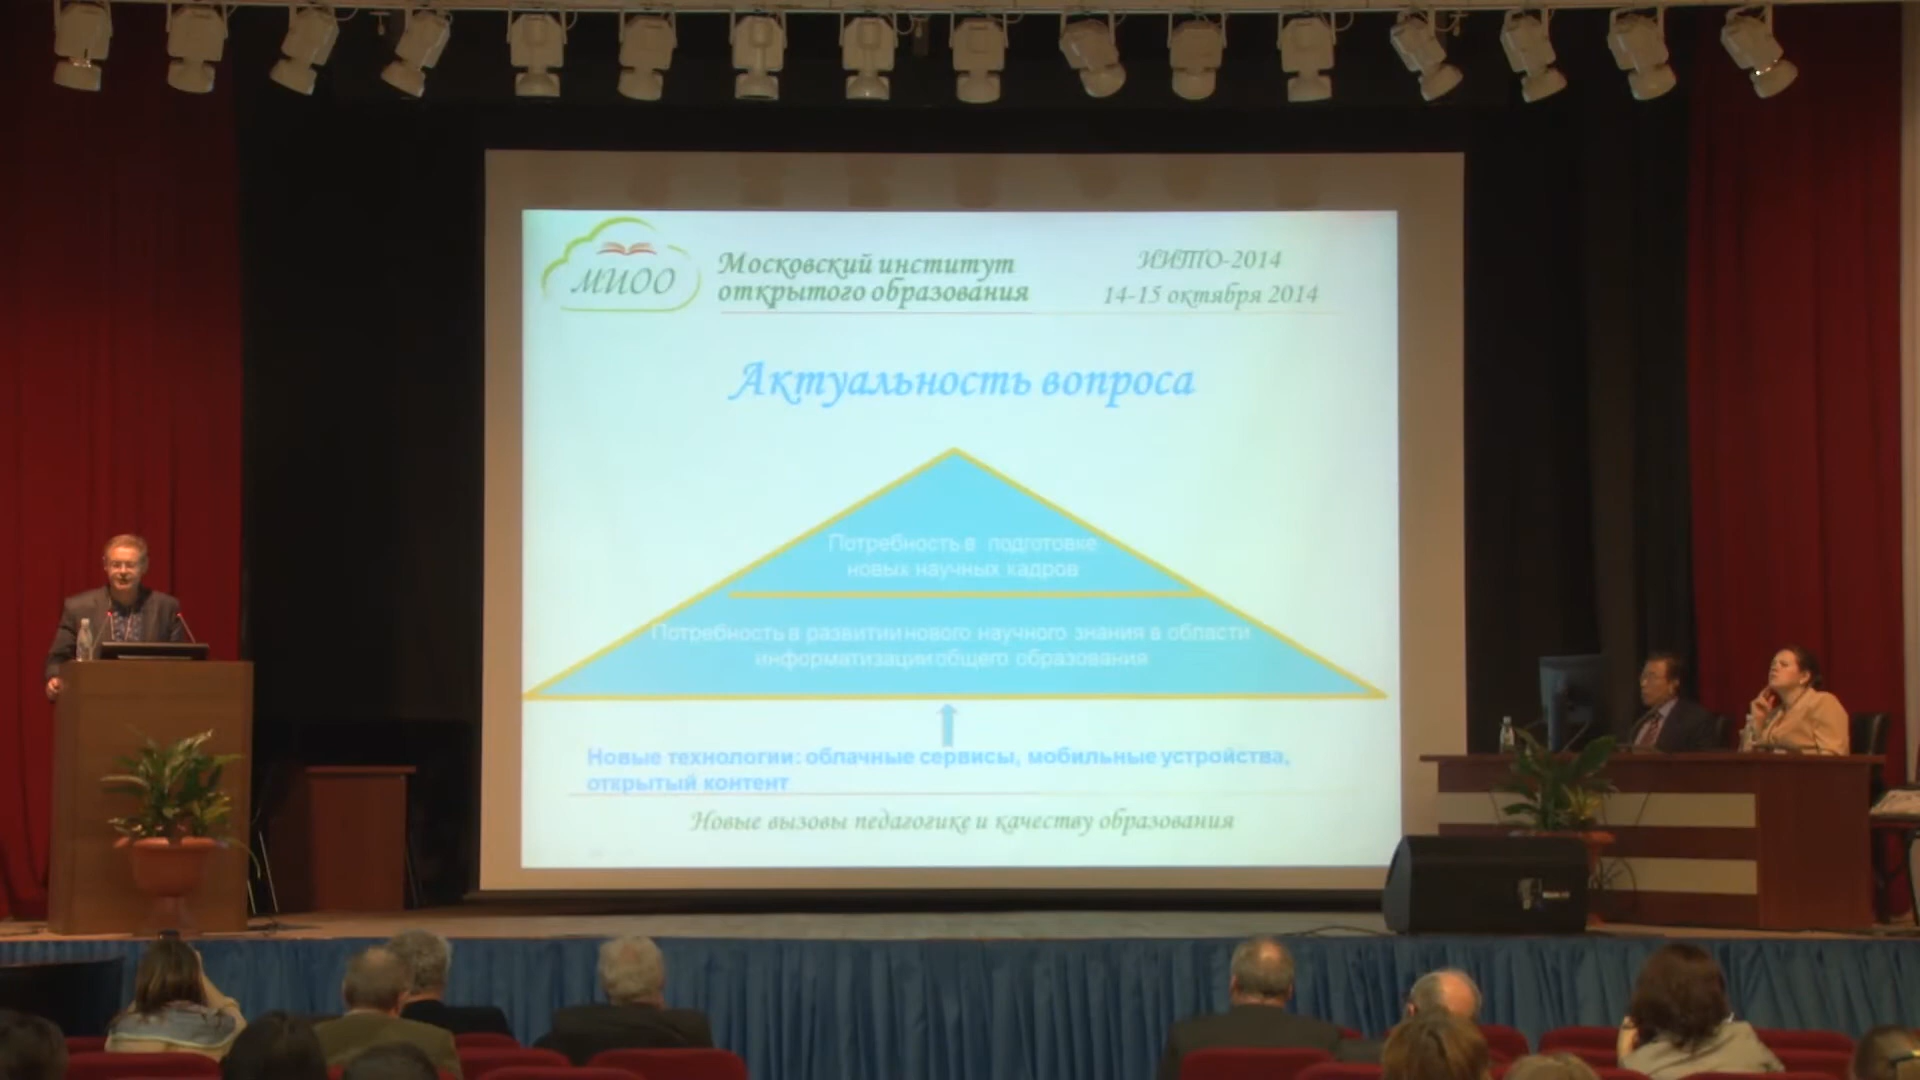 МИОО
Московский институт
открытого образования
ИИТО-2014
14-15 октября 2014
Актуальность вопроса
Потребность в подготовке
новых научных кадров
Потребность в развитии нового научного знания в области
информатизации общего образования
Новые технологии: облачные сервисы, мобильные устройства,
открытый контент
Новые вызовы педагогике и качеству образования